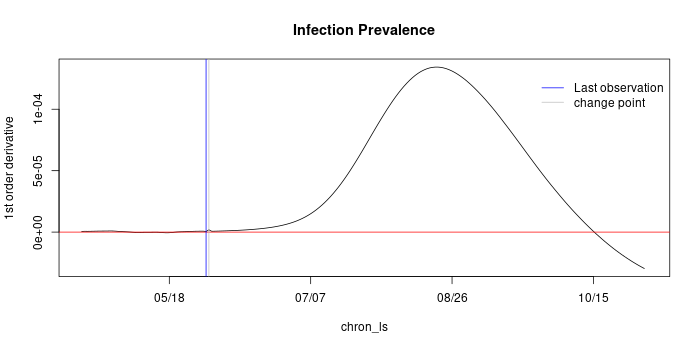 Infection Prevalence
Last observation
change point
1st order derivative
1e-04
5e-05
0e+00
05/18
07/07
08/26
10/15
chron_ls